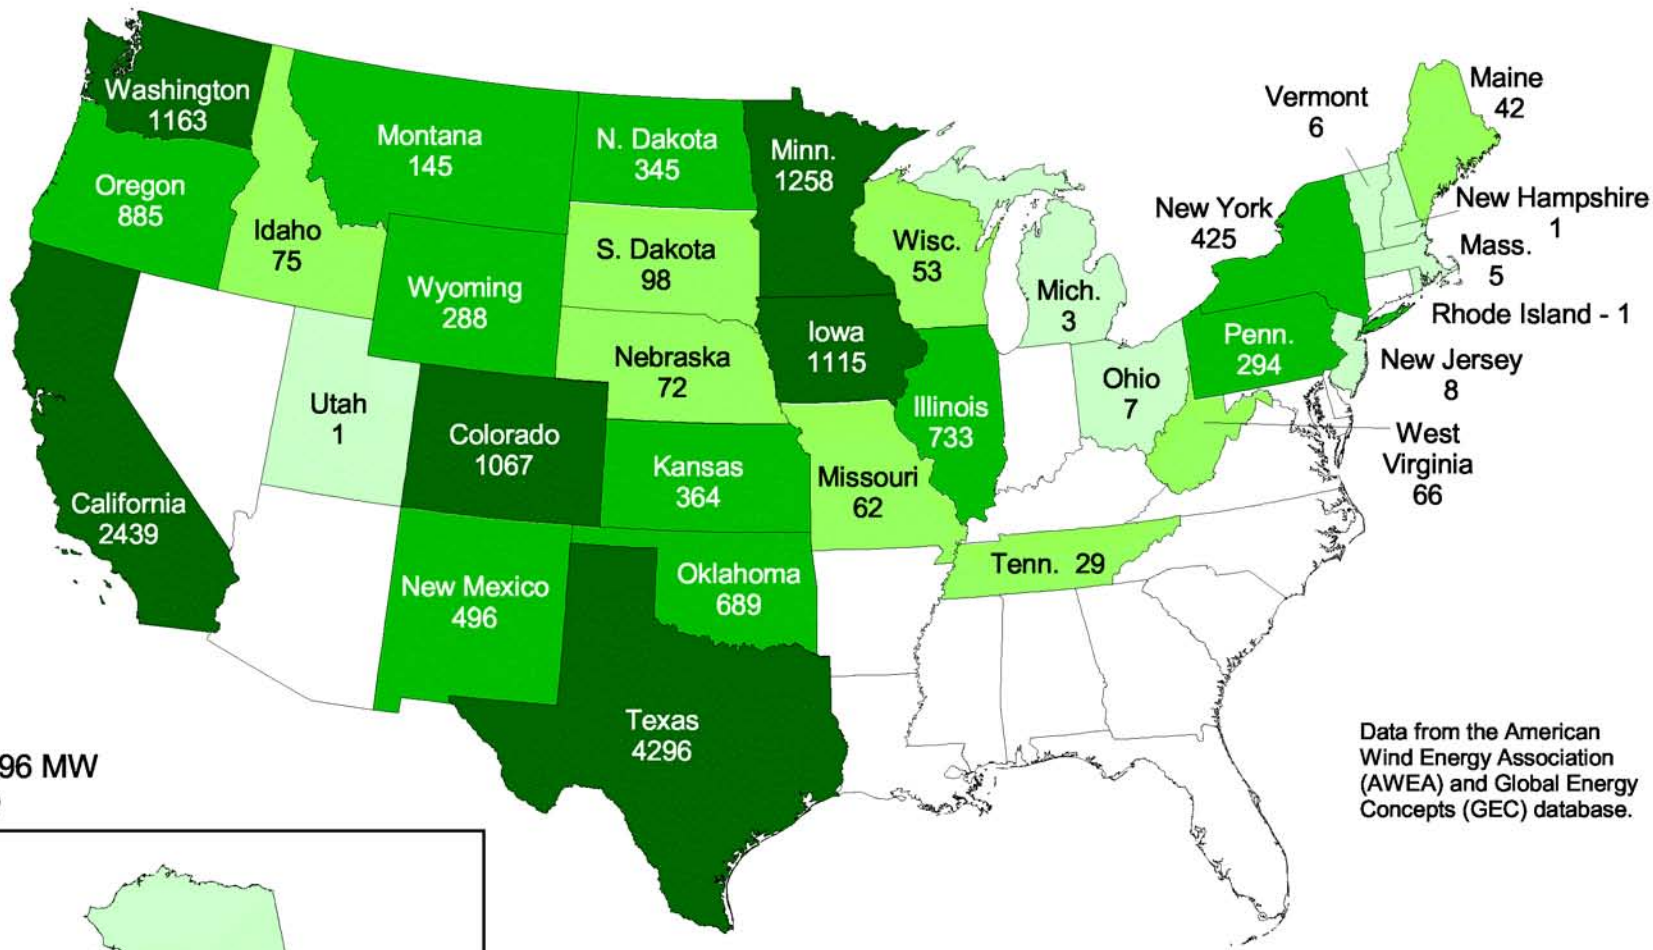 Washington
1163
Oregon
885
California
2439
Idaho
75
Montana
145
Wyoming
288
Utah
1
Colorado
1067
New Mexico
496
N. Dakota
345
S. Dakota
98
Nebraska
72
Kansas
364
Oklahoma
689
Texas
4296
Minn.
1258
Iowa
1115
Missouri
62
Wisc.
53
Illinois
733
Mich.
3
Ohio
7
Tenn. 29
New York
425
Penn.
294
Vermont
6
Maine
42
New Hampshire
1
Mass.
5
Rhode Island - 1
New Jersey
8
West
Virginia
66
96 MW
Data from the American
Wind Energy Association
(AWEA) and Global Energy
Concepts (GEC) database.